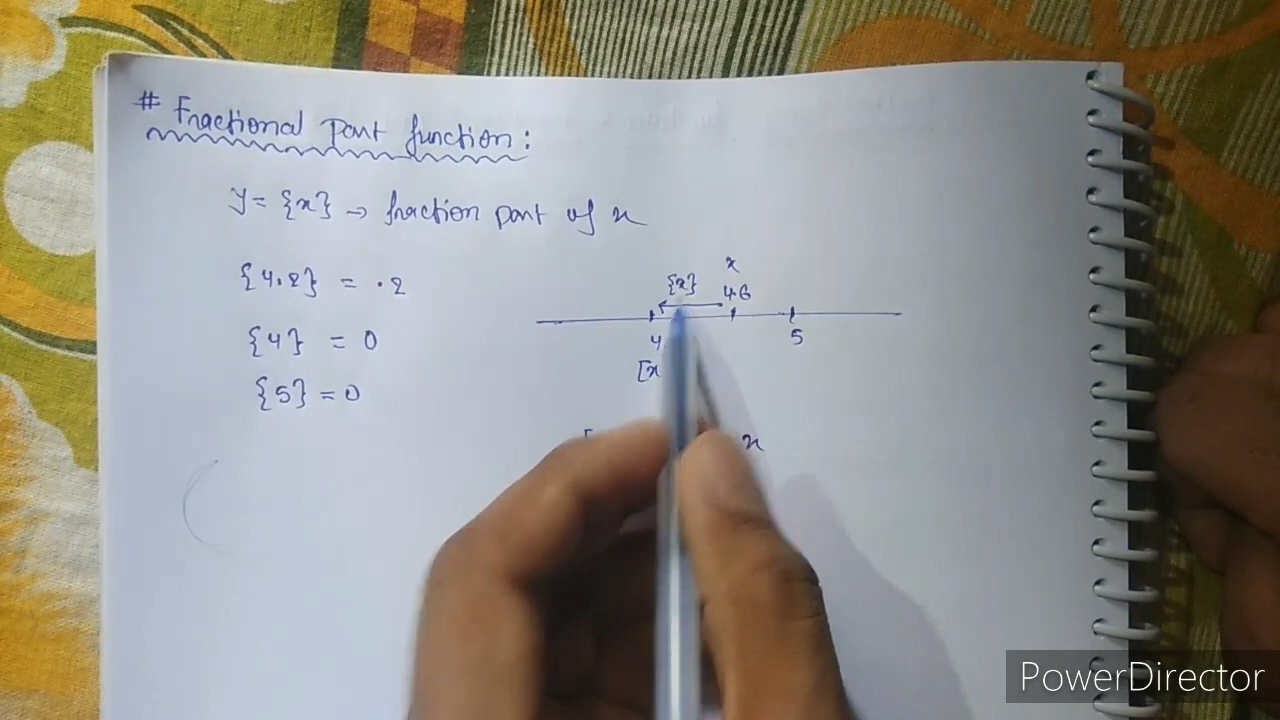 # Fractional part function:
y = {x} → fraction part of x
{4.2} = .2
{4} = 0
{5} = 0
x
{x} 4.6
4 5
[x
[ x
PowerDirector